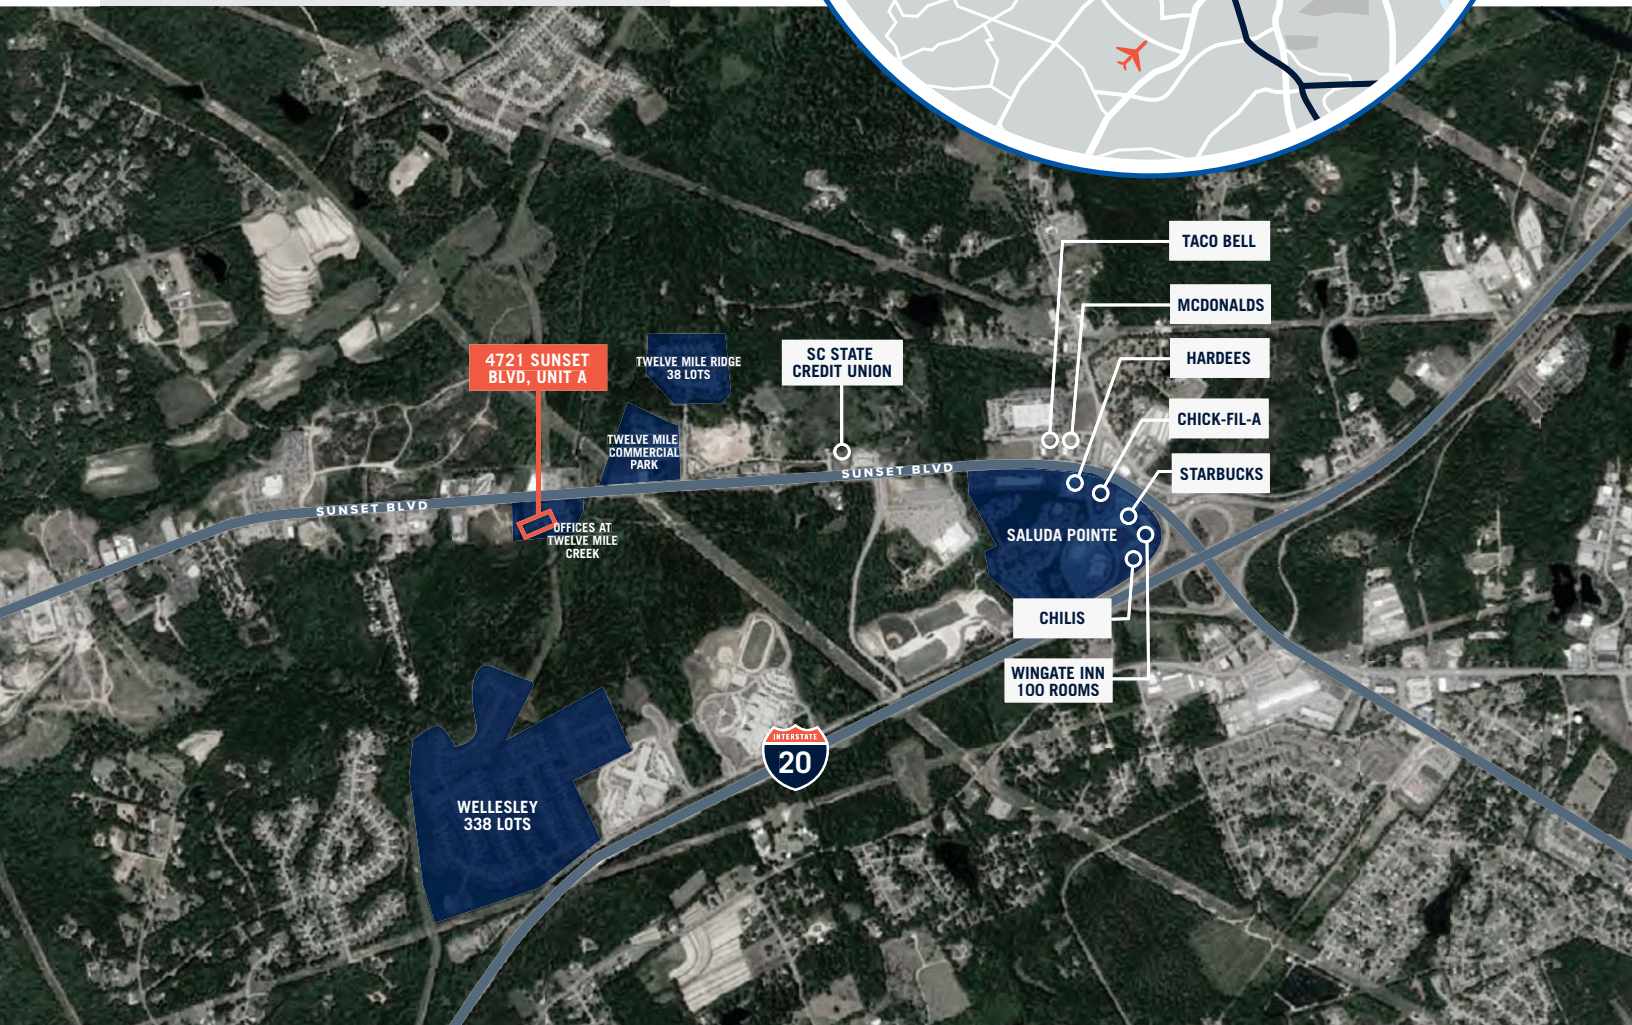 TACO BELL
MCDONALDS
HARDEES
CHICK-FIL-A
STARBUCKS
SC STATE
CREDIT UNION
4721 SUNSET
BLVD, UNIT A
TWELVE MILE RIDGE
38 LOTS
TWELVE MILE
COMMERCIAL
PARK
SUNSET BLVD
SUNSET BLVD
OFFICES AT
TWELVE MILE
CREEK
SALUDA POINTE
CHILIS
WINGATE INN
100 ROOMS
INTERSTATE
20
WELLESLEY
338 LOTS